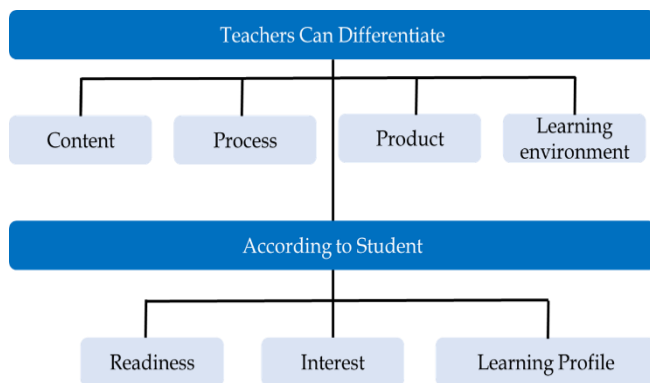 Teachers Can Differentiate
Content
Process
Product
Learning
environment
According to Student
Readiness
Interest
Learning Profile